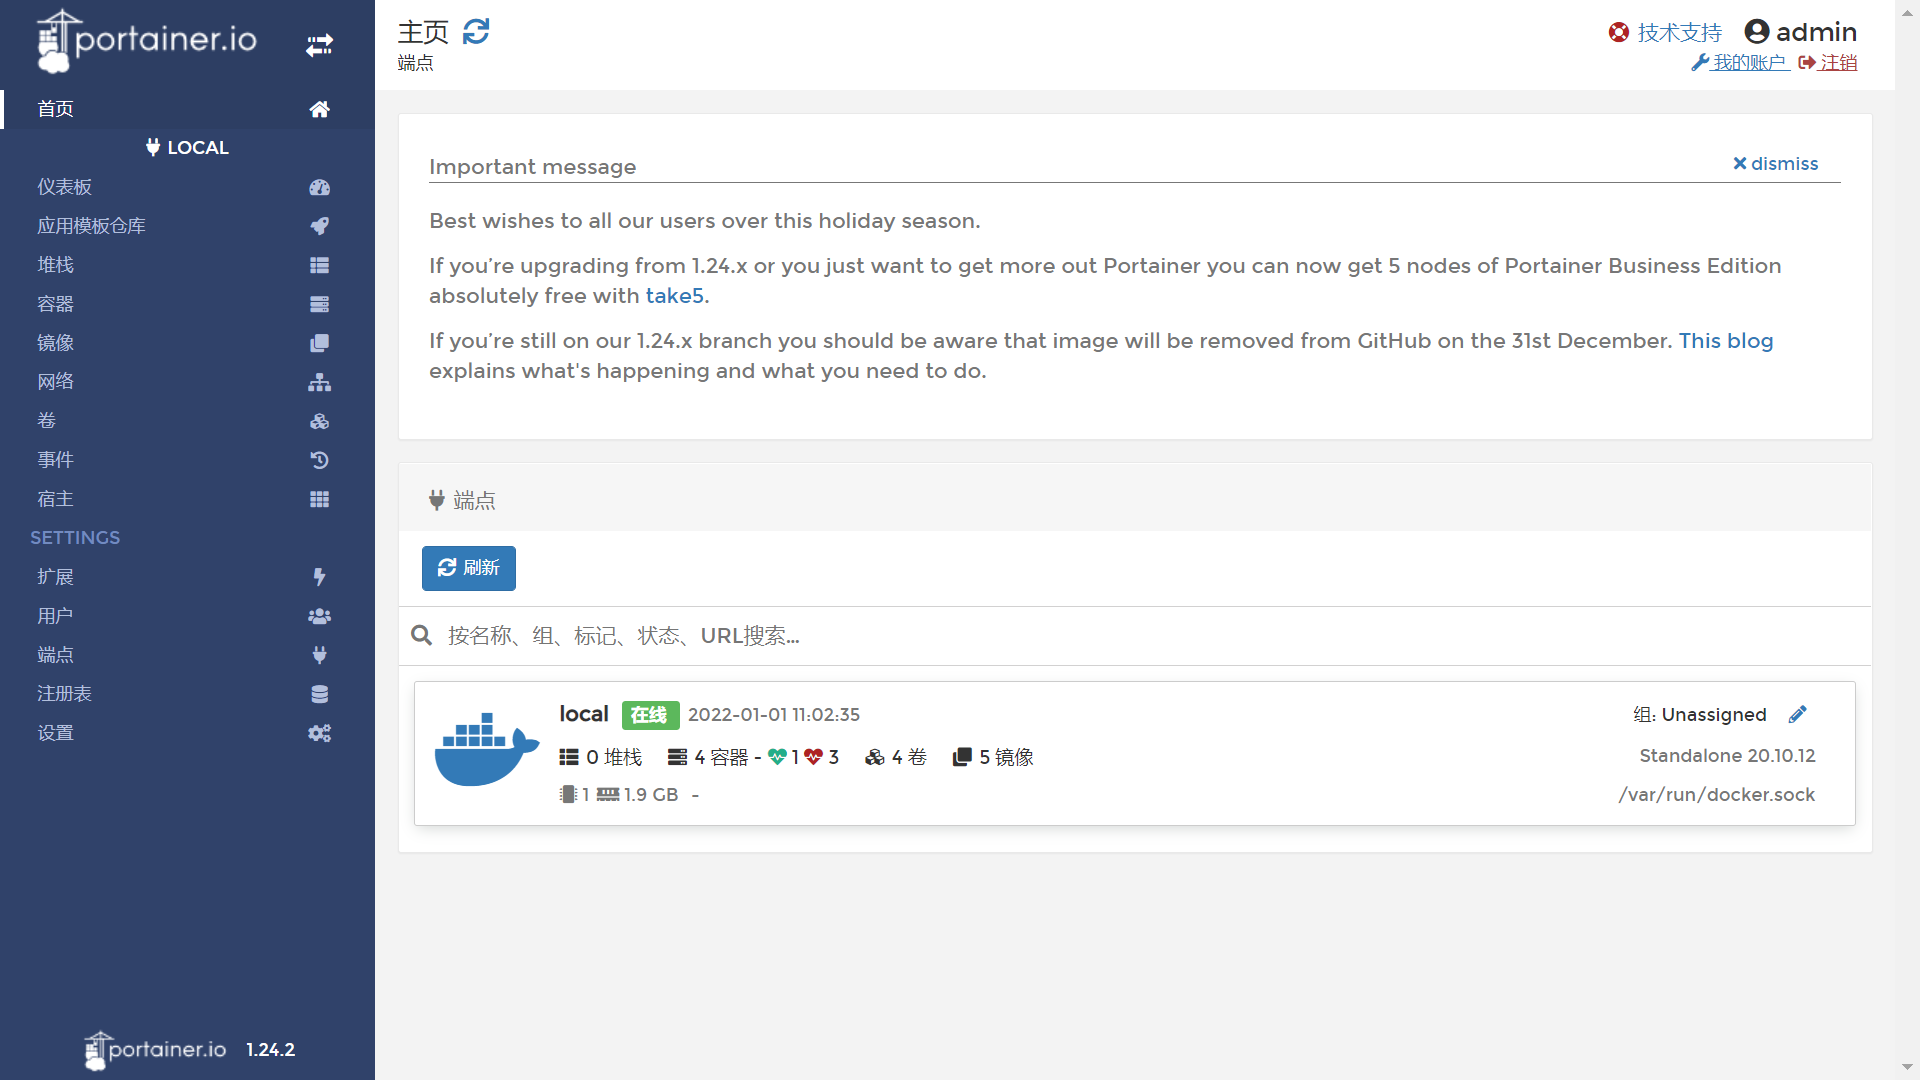 portainer.io
首页
LOCAL
仪表板
应用模板仓库
堆栈
容器
镜像
网络
卷
事件
宿主
SETTINGS
扩展
用户
端点
注册表
设置
portainer.io 1.24.2
主页
端点
技术支持 admin
我的账户 注销
Important message dismiss
Best wishes to all our users over this holiday season.
If you’re upgrading from 1.24.x or you just want to get more out Portainer you can now get 5 nodes of Portainer Business Edition
absolutely free with take5.
If you’re still on our 1.24.x branch you should be aware that image will be removed from GitHub on the 31st December. This blog
explains what's happening and what you need to do.
端点
刷新
按名称、组、标记、状态、URL搜索...
local 在线 2022-01-01 11:02:35 组: Unassigned
0 堆栈 4 容器 - 1 3 4 卷 5 镜像 Standalone 20.10.12
1 1.9 GB - /var/run/docker.sock